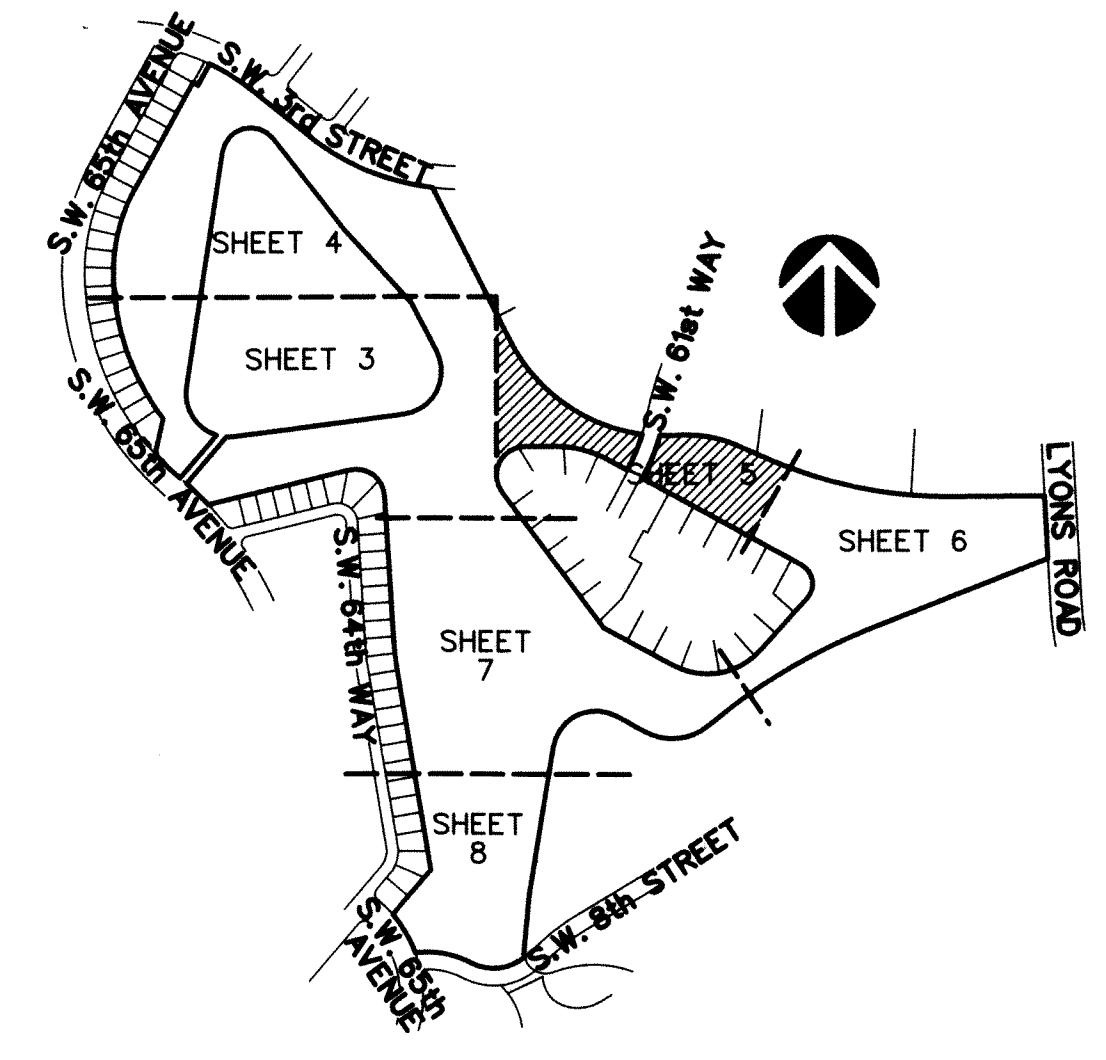 S.W. 65th AVENUE
S.W. 3rd STREET
SHEET 4
S.W. 61st WAY
SHEET 3
S.W. 65th AVENUE
SHEET 5
LYONS ROAD
SHEET 6
S.W. 64th WAY
SHEET
7
SHEET
8
S.W. 8th STREET
S.W. 65th
AVENUE